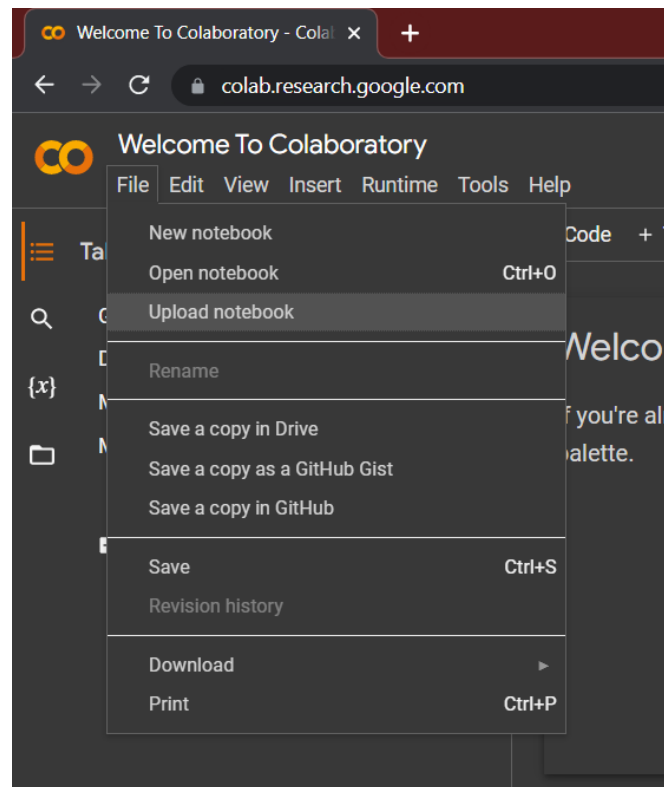 Welcome To Colaboratory - Colal
colab.research.google.com
Welcome To Colaboratory
File Edit View Insert Runtime Tools Help
New notebook
Open notebook Ctrl+O
Upload notebook
Rename
Save a copy in Drive
Save a copy as a GitHub Gist
Save a copy in GitHub
Save Ctrl+S
Revision history
Download
Print Ctrl+P
Tal
{x}
Code +
Welco
f you're al
palette.